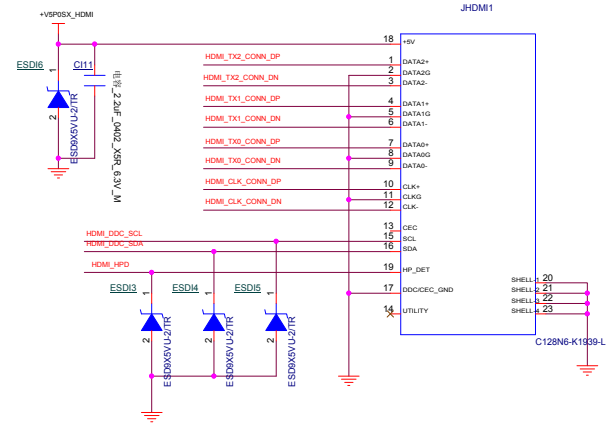 JHDMI1
+V5P0SX_HDMI
18
+5V
ESDI6
1
2
ESD9X5VU-2/TR
CI11
电容_2.2uF_0402_X5R_6.3V_M
HDMI_TX2_CONN_DP
1
DATA2+
2
DATA2G
HDMI_TX2_CONN_DN
3
DATA2-
HDMI_TX1_CONN_DP
4
DATA1+
5
DATA1G
HDMI_TX1_CONN_DN
6
DATA1-
HDMI_TX0_CONN_DP
7
DATA0+
8
DATA0G
HDMI_TX0_CONN_DN
9
DATA0-
HDMI_CLK_CONN_DP
10
CLK+
11
CLKG
HDMI_CLK_CONN_DN
12
CLK-
13
CEC
HDMI_DDC_SCL
15
SCL
HDMI_DDC_SDA
16
SDA
HDMI_HPD
19
HP_DET
17
DDC/CEC_GND
14
UTILITY
SHELL-1
20
SHELL-2
21
SHELL-3
22
SHELL-4
23
C128N6-K1939-L
ESDI3
1
2
ESD9X5VU-2/TR
ESDI4
1
2
ESD9X5VU-2/TR
ESDI5
1
2
ESD9X5VU-2/TR